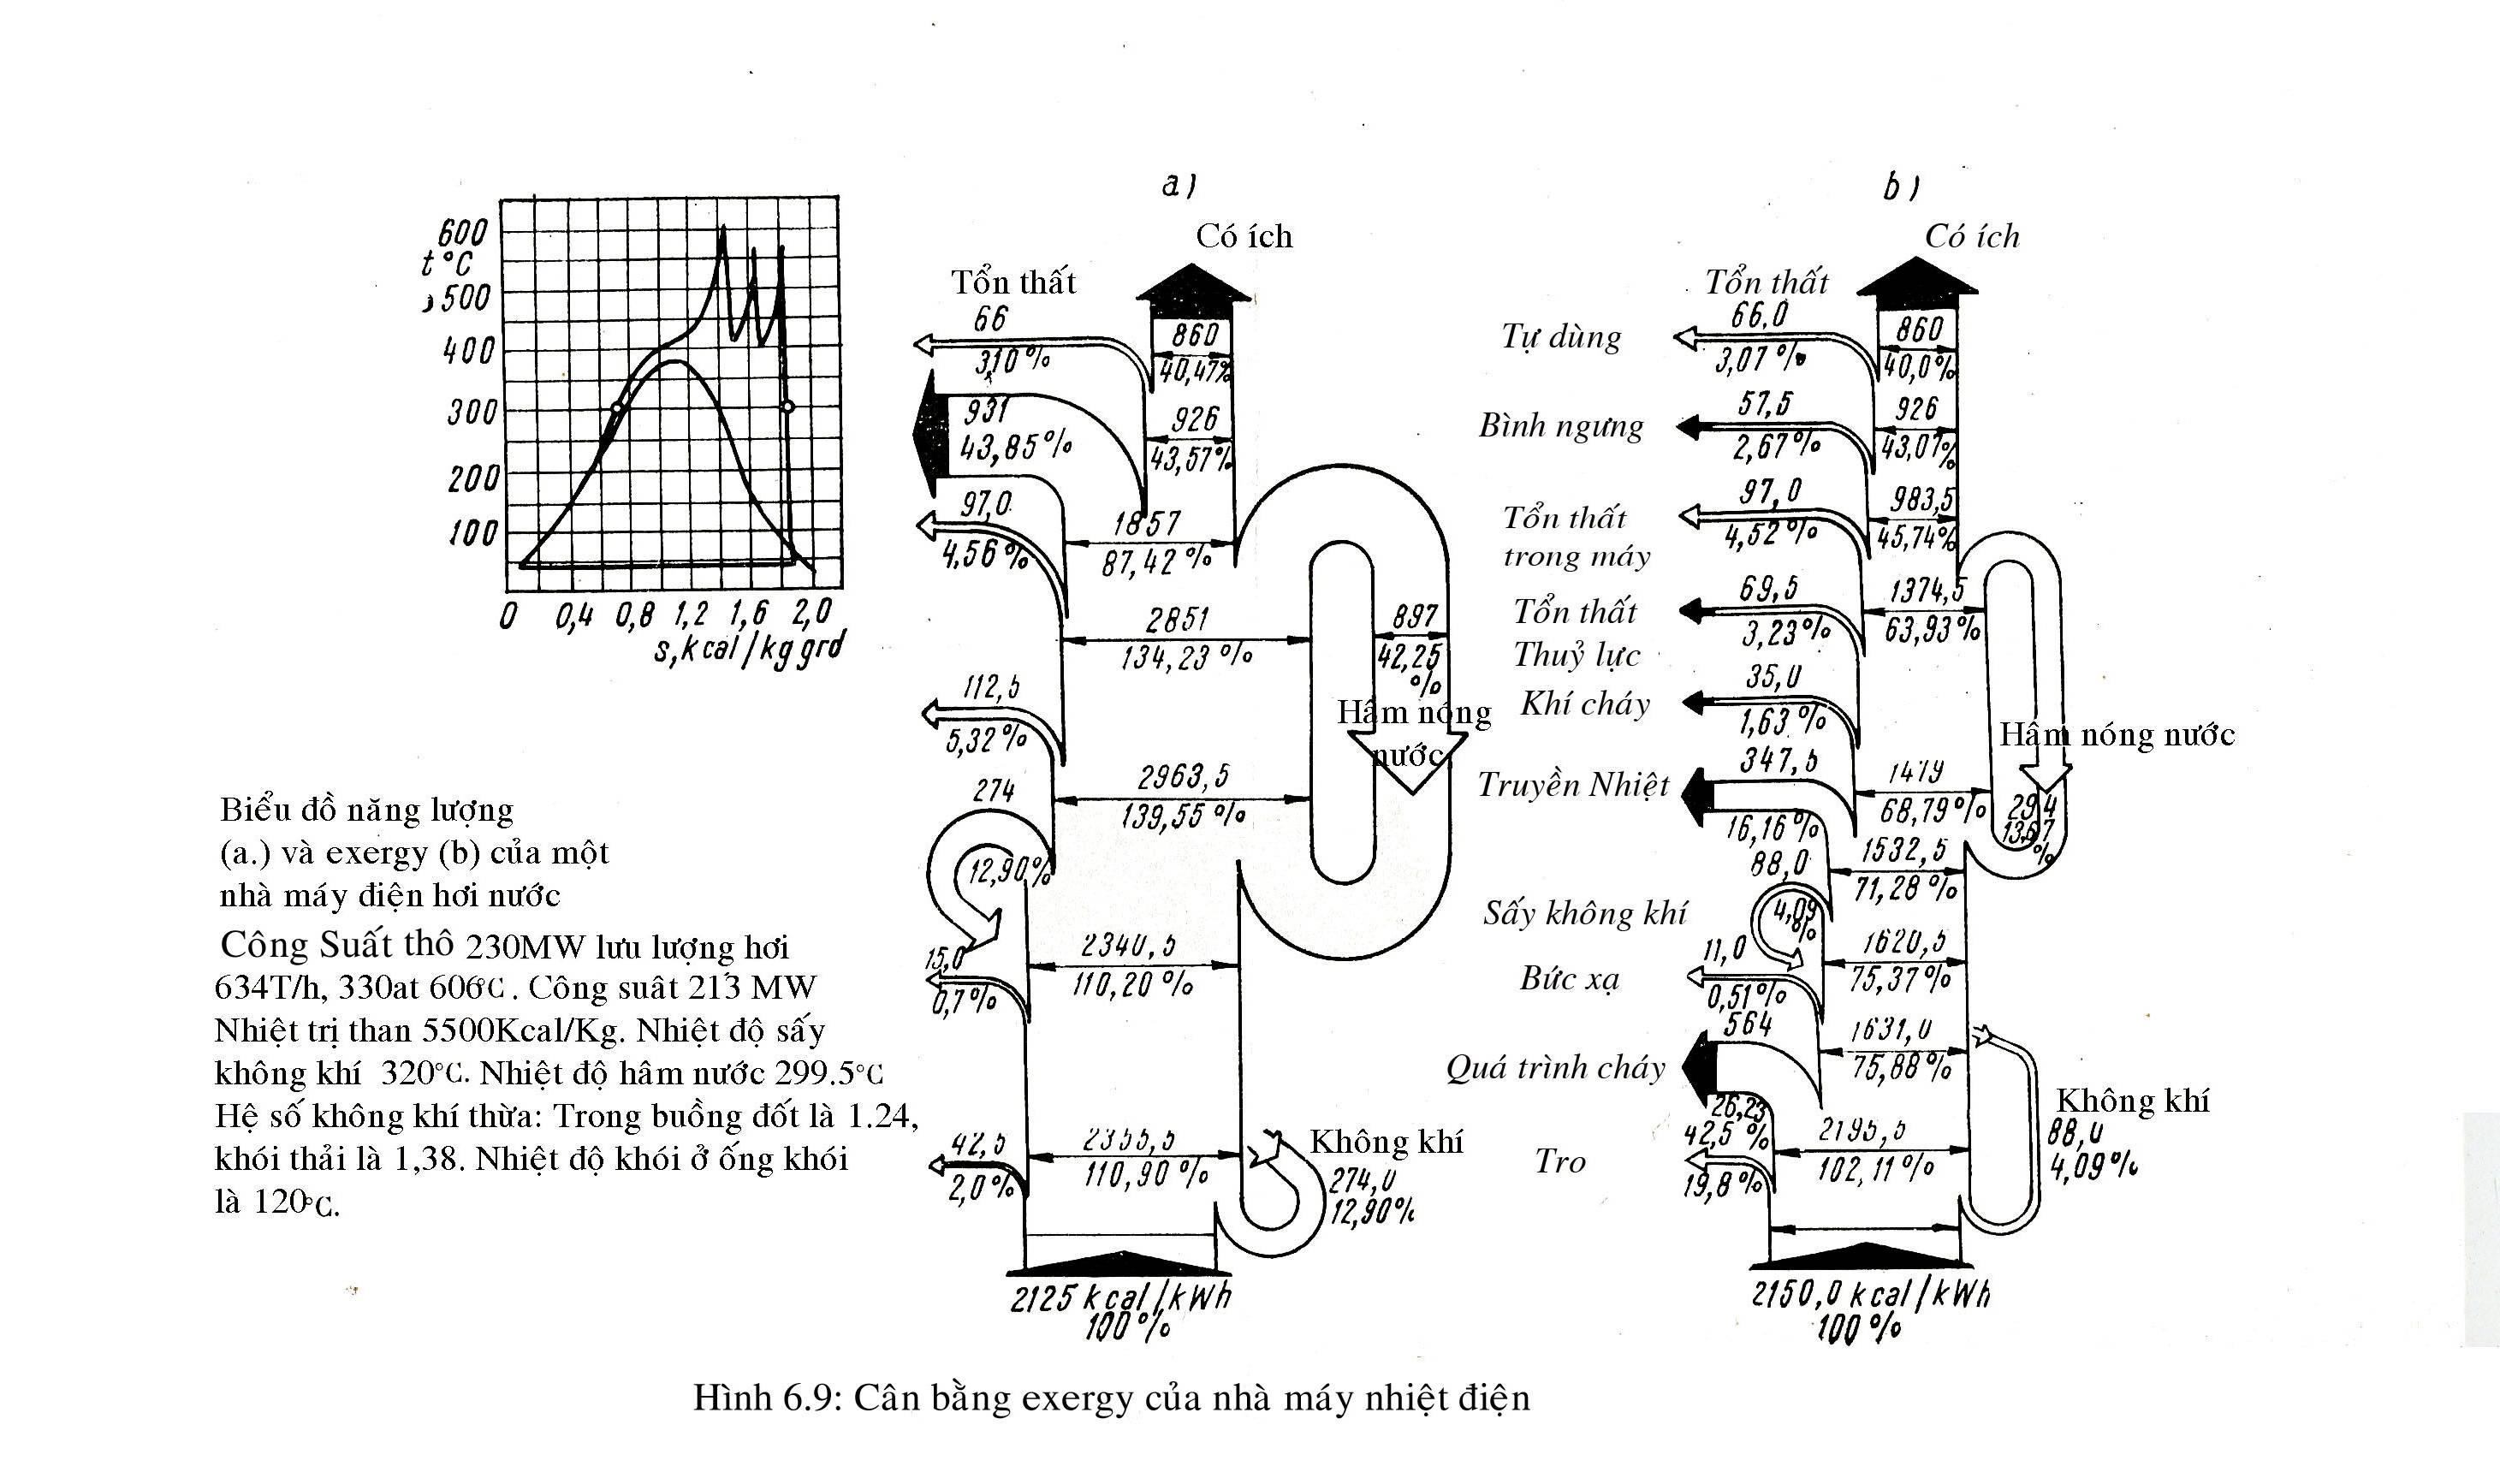 600
t°C
500
400
300
200
100
0 0,4 0,8 1,2 1,6 2,0
s,kcal/kg grd
Biểu đồ năng lượng
(a.) và exergy (b) của một
nhà máy điện hơi nước
Công Suất thô 230MW lưu lượng hơi
634T/h, 330at 606°C. Công suât 213 MW
Nhiệt trị than 5500Kcal/Kg. Nhiệt độ sấy
không khí 320°C. Nhiệt độ hâm nước 299.5°C
Hệ số không khí thừa: Trong buồng đốt là 1.24,
khói thải là 1,38. Nhiệt độ khói ở ống khói
là 120°C.
a)
Có ích
Tổn thất
66
3,10%
860
40,47%
931
43,85%
926
43,57%
97,0
4,56%
1857
87,42%
2851
134,23%
897
42,25
%
112,5
5,32%
Hâm nóng
nước
2963,5
139,55%
274
12,90%
2340,5
110,20%
15,0
0,7%
42,5
2,0%
2355,5
110,90%
Không khí
274,0
12,90%
2125 kcal/kWh
100%
b)
Có ích
Tổn thất
Tự dùng
66,0
3,07%
860
40,0%
Bình ngưng
57,5
2,67%
926
43,07%
Tổn thất
trong máy
97,0
4,52%
983,5
45,74%
Tổn thất
Thuỷ lực
69,5
3,23%
1374,5
63,93%
Khí cháy
35,0
1,63%
Hâm nóng nước
Truyền Nhiệt
347,5
16,16%
1479
68,79%
294
13,67
%
88,0
4,09
%
1532,5
71,28%
Sấy không khí
1620,5
75,37%
Bức xạ
11,0
0,51%
Quá trình cháy
564
26,23
%
1631,0
75,88%
Không khí
88,0
4,09%
Tro
42,5
19,8%
2195,5
102,11%
2150,0 kcal/kWh
100%
Hình 6.9: Cân bằng exergy của nhà máy nhiệt điện